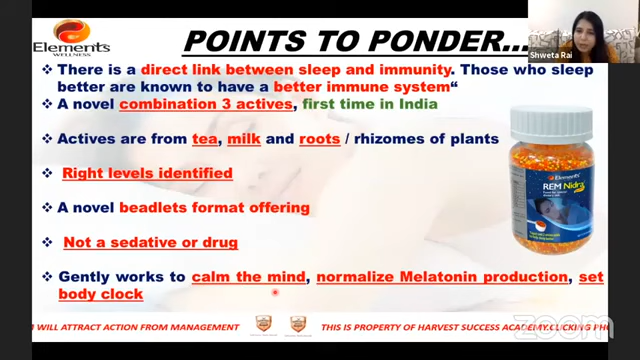 Elements
WELLNESS
POINTS TO PONDER...
Shweta Rai
❖ There is a direct link between sleep and immunity. Those who sleep
better are known to have a better immune system“
❖ A novel combination 3 actives, first time in India
❖ Actives are from tea, milk and roots / rhizomes of plants
❖ Right levels identified
❖ A novel beadlets format offering
❖ Not a sedative or drug
❖ Gently works to calm the mind, normalize Melatonin production, set
body clock
Elements
REM Nidra
WILL ATTRACT ACTION FROM MANAGEMENT
THIS IS PROPERTY OF HARVEST SUCCESS ACADEMY.CLICKING PHO
zoom